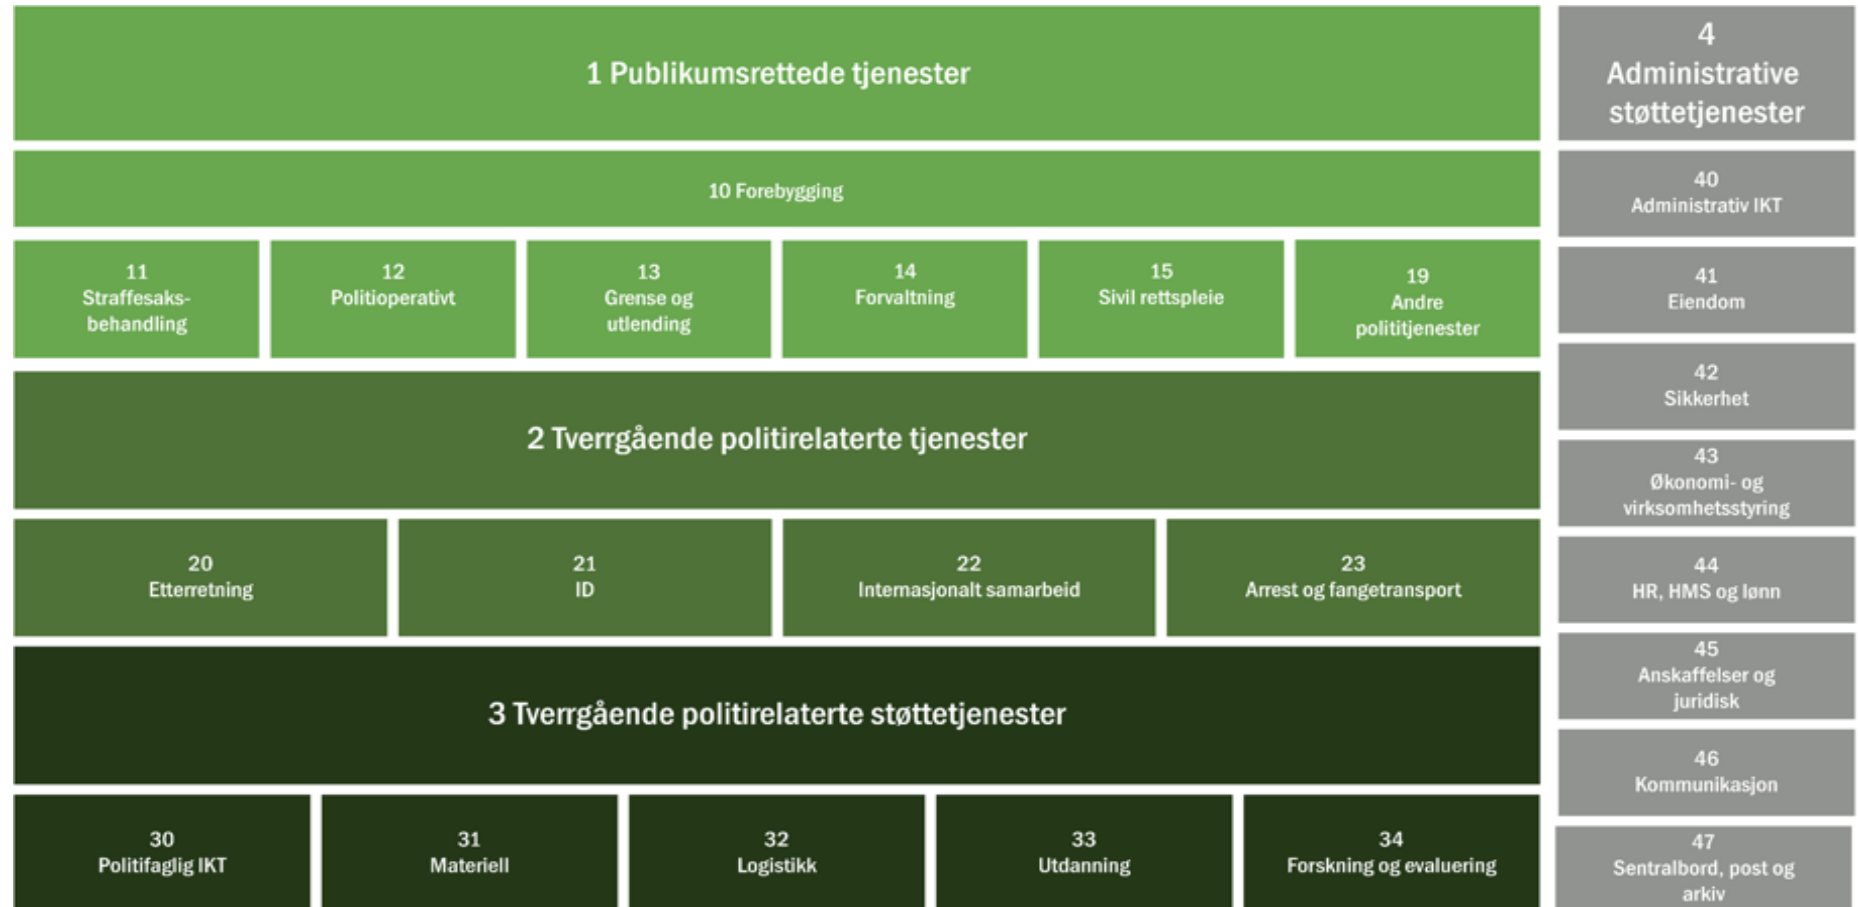 1 Publikumsrettede tjenester
10 Forebygging
11
Straffesaks-
behandling
12
Politioperativt
13
Grense og
utlending
14
Forvaltning
15
Sivil rettspleie
19
Andre
polititjenester
2 Tverrgående politirelaterte tjenester
20
Etterretning
21
ID
22
Internasjonalt samarbeid
23
Arrest og fangetransport
3 Tverrgående politirelaterte støttetjenester
30
Politifaglig IKT
31
Materiell
32
Logistikk
33
Utdanning
34
Forskning og evaluering
4
Administrative
støttetjenester
40
Administrativ IKT
41
Eiendom
42
Sikkerhet
43
Økonomi- og
virksomhetsstyring
44
HR, HMS og lønn
45
Anskaffelser og
juridisk
46
Kommunikasjon
47
Sentralbord, post og
arkiv